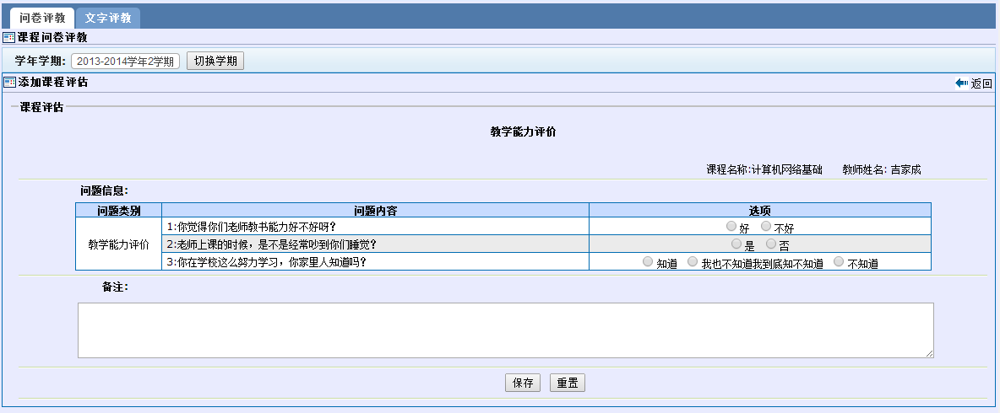 问卷评教 文字评教
课程问卷评教
学年学期: 2013-2014学年2学期 切换学期
添加课程评估 返回
课程评估
教学能力评价
课程名称:计算机网络基础 教师姓名: 吉家成
问题信息:
问题类别 问题内容 选项
教学能力评价
1:你觉得你们老师教书能力好不好呀? 好 不好
2:老师上课的时候，是不是经常吵到你们睡觉? 是 否
3:你在学校这么努力学习，你家里人知道吗? 知道 我也不知道我到底知不知道 不知道
备注:
保存 重置